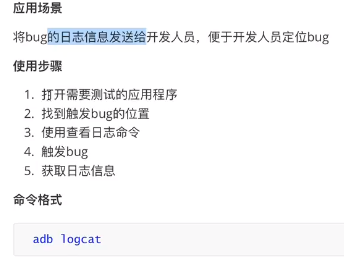 应用场景
将bug的日志信息发送给开发人员，便于开发人员定位bug
使用步骤
1. 打开需要测试的应用程序
2. 找到触发bug的位置
3. 使用查看日志命令
4. 触发bug
5. 获取日志信息
命令格式
adb logcat